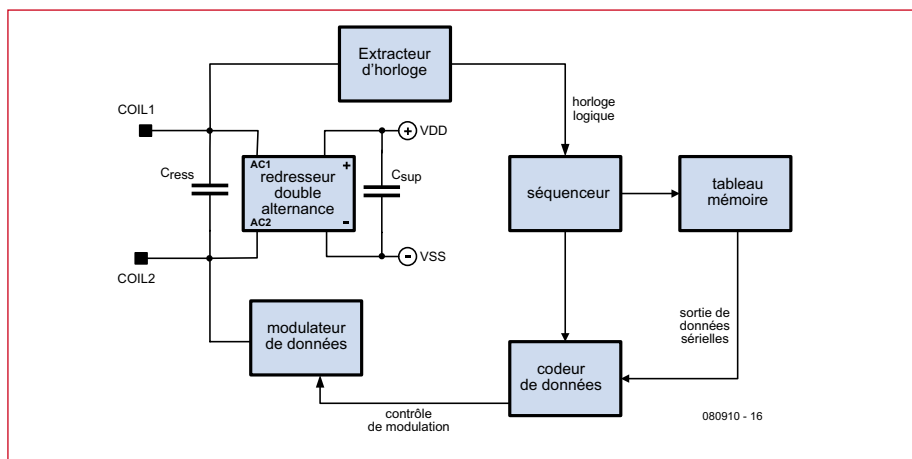 Extracteur
d'horloge
COIL1
horloge
logique
VDD
AC1
+
+
Cress
redresseur
double
alternance
Csup
séquenceur
tableau
mémoire
AC2
-
-
VSS
COIL2
modulateur
de données
sortie de
données
sérielles
codeur
de données
contrôle
de modulation
080910 - 16